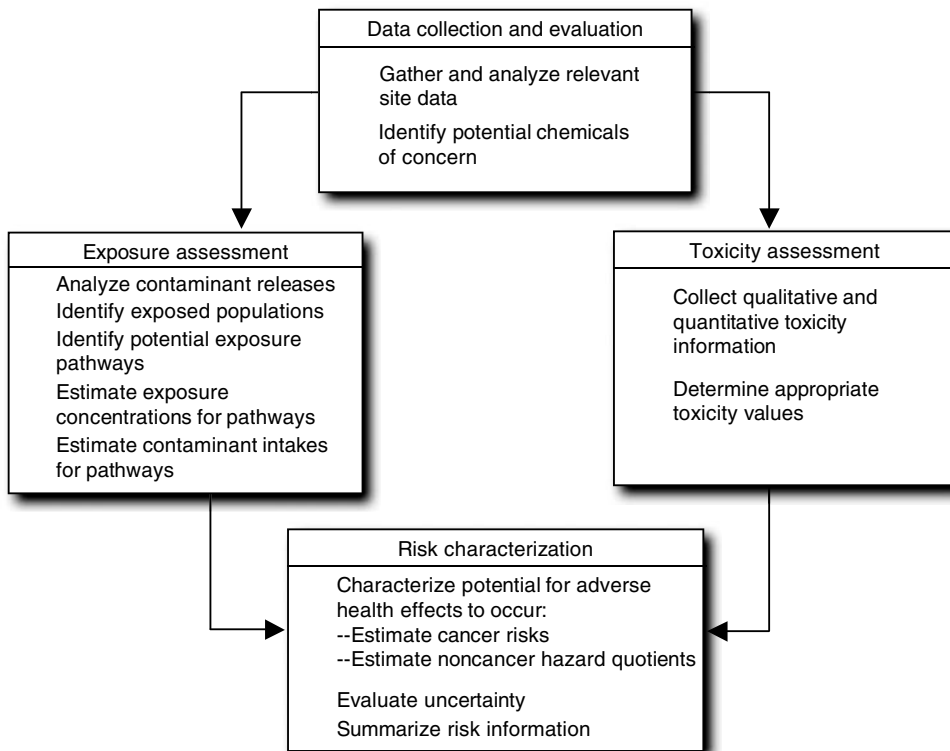 Data collection and evaluation
Gather and analyze relevant
site data
Identify potential chemicals
of concern
Exposure assessment
Analyze contaminant releases
Identify exposed populations
Identify potential exposure
pathways
Estimate exposure
concentrations for pathways
Estimate contaminant intakes
for pathways
Toxicity assessment
Collect qualitative and
quantitative toxicity
information
Determine appropriate
toxicity values
Risk characterization
Characterize potential for adverse
health effects to occur:
--Estimate cancer risks
--Estimate noncancer hazard quotients
Evaluate uncertainty
Summarize risk information